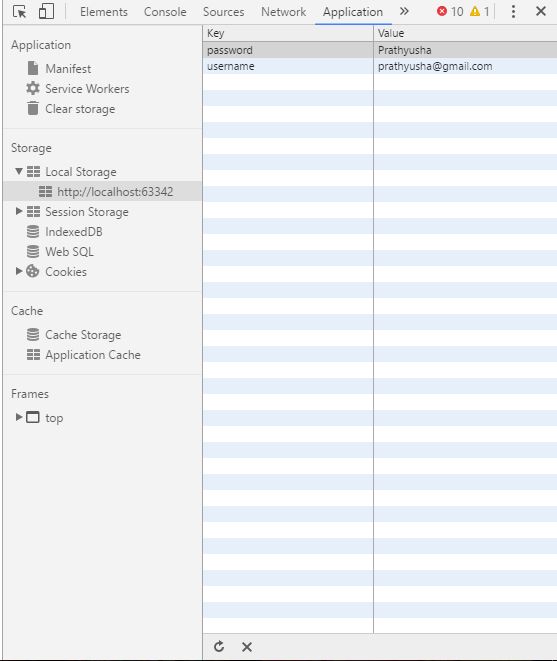 Elements Console Sources Network Application 10 1
Application
Manifest
Service Workers
Clear storage
Storage
Local Storage
http://localhost:63342
Session Storage
IndexedDB
Web SQL
Cookies
Cache
Cache Storage
Application Cache
Frames
top
Key Value
password Prathyusha
username prathyusha@gmail.com